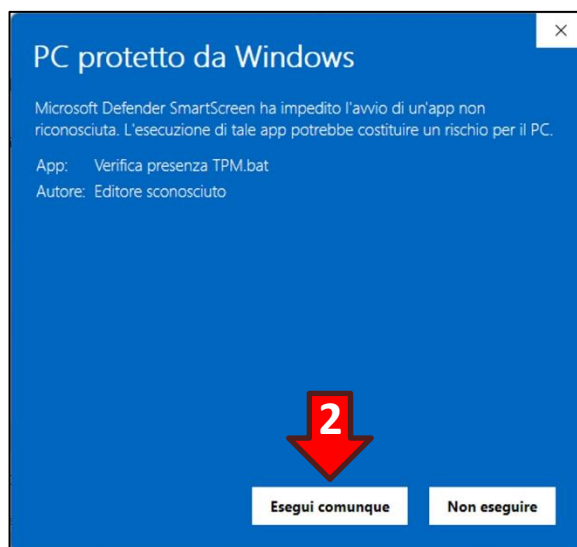 PC protetto da Windows
Microsoft Defender SmartScreen ha impedito l'avvio di un'app non
riconosciuta. L'esecuzione di tale app potrebbe costituire un rischio per il PC.
App: Verifica presenza TPM.bat
Autore: Editore sconosciuto
2
Esegui comunque Non eseguire